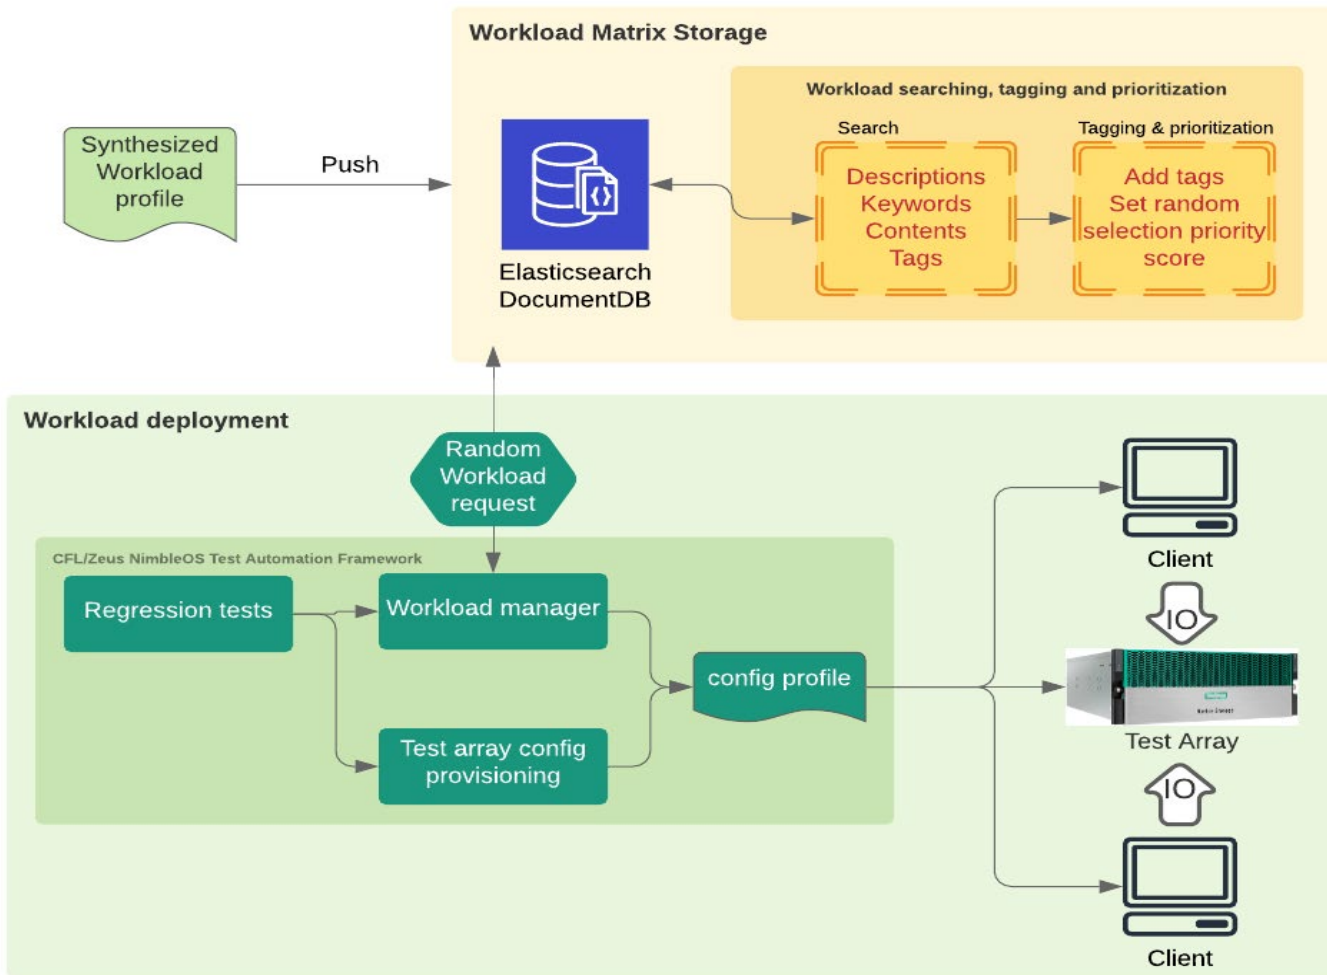 Workload Matrix Storage
Workload searching, tagging and prioritization
Search
Tagging & prioritization
Synthesized
Workload
profile
Push
Descriptions
Keywords
Contents
Tags
Add tags
Set random
selection priority
score
Elasticsearch
DocumentDB
Workload deployment
Random
Workload
request
CFL/Zeus NimbleOS Test Automation Framework
Regression tests
Workload manager
config profile
Test array config
provisioning
Client
IO
Test Array
IO
Client